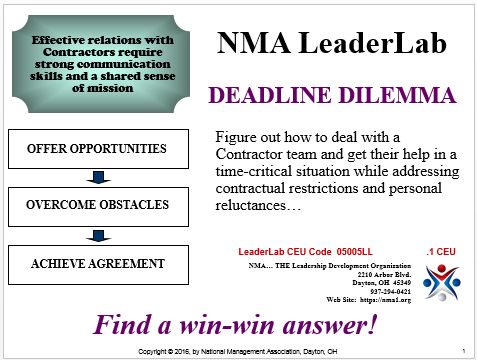 Effective relations with
Contractors require
strong communication
skills and a shared sense
of mission
NMA LeaderLab
DEADLINE DILEMMA
OFFER OPPORTUNITIES
OVERCOME OBSTACLES
ACHIEVE AGREEMENT
Figure out how to deal with a
Contractor team and get their help in a
time-critical situation while addressing
contractual restrictions and personal
reluctances…
LeaderLab CEU Code 05005LL .1 CEU
NMA… THE Leadership Development Organization
2210 Arbor Blvd.
Dayton, OH 45349
937-294-0421
Web Site: https://nma1.org
Find a win-win answer!
Copyright © 2016, by National Management Association, Dayton, OH
1